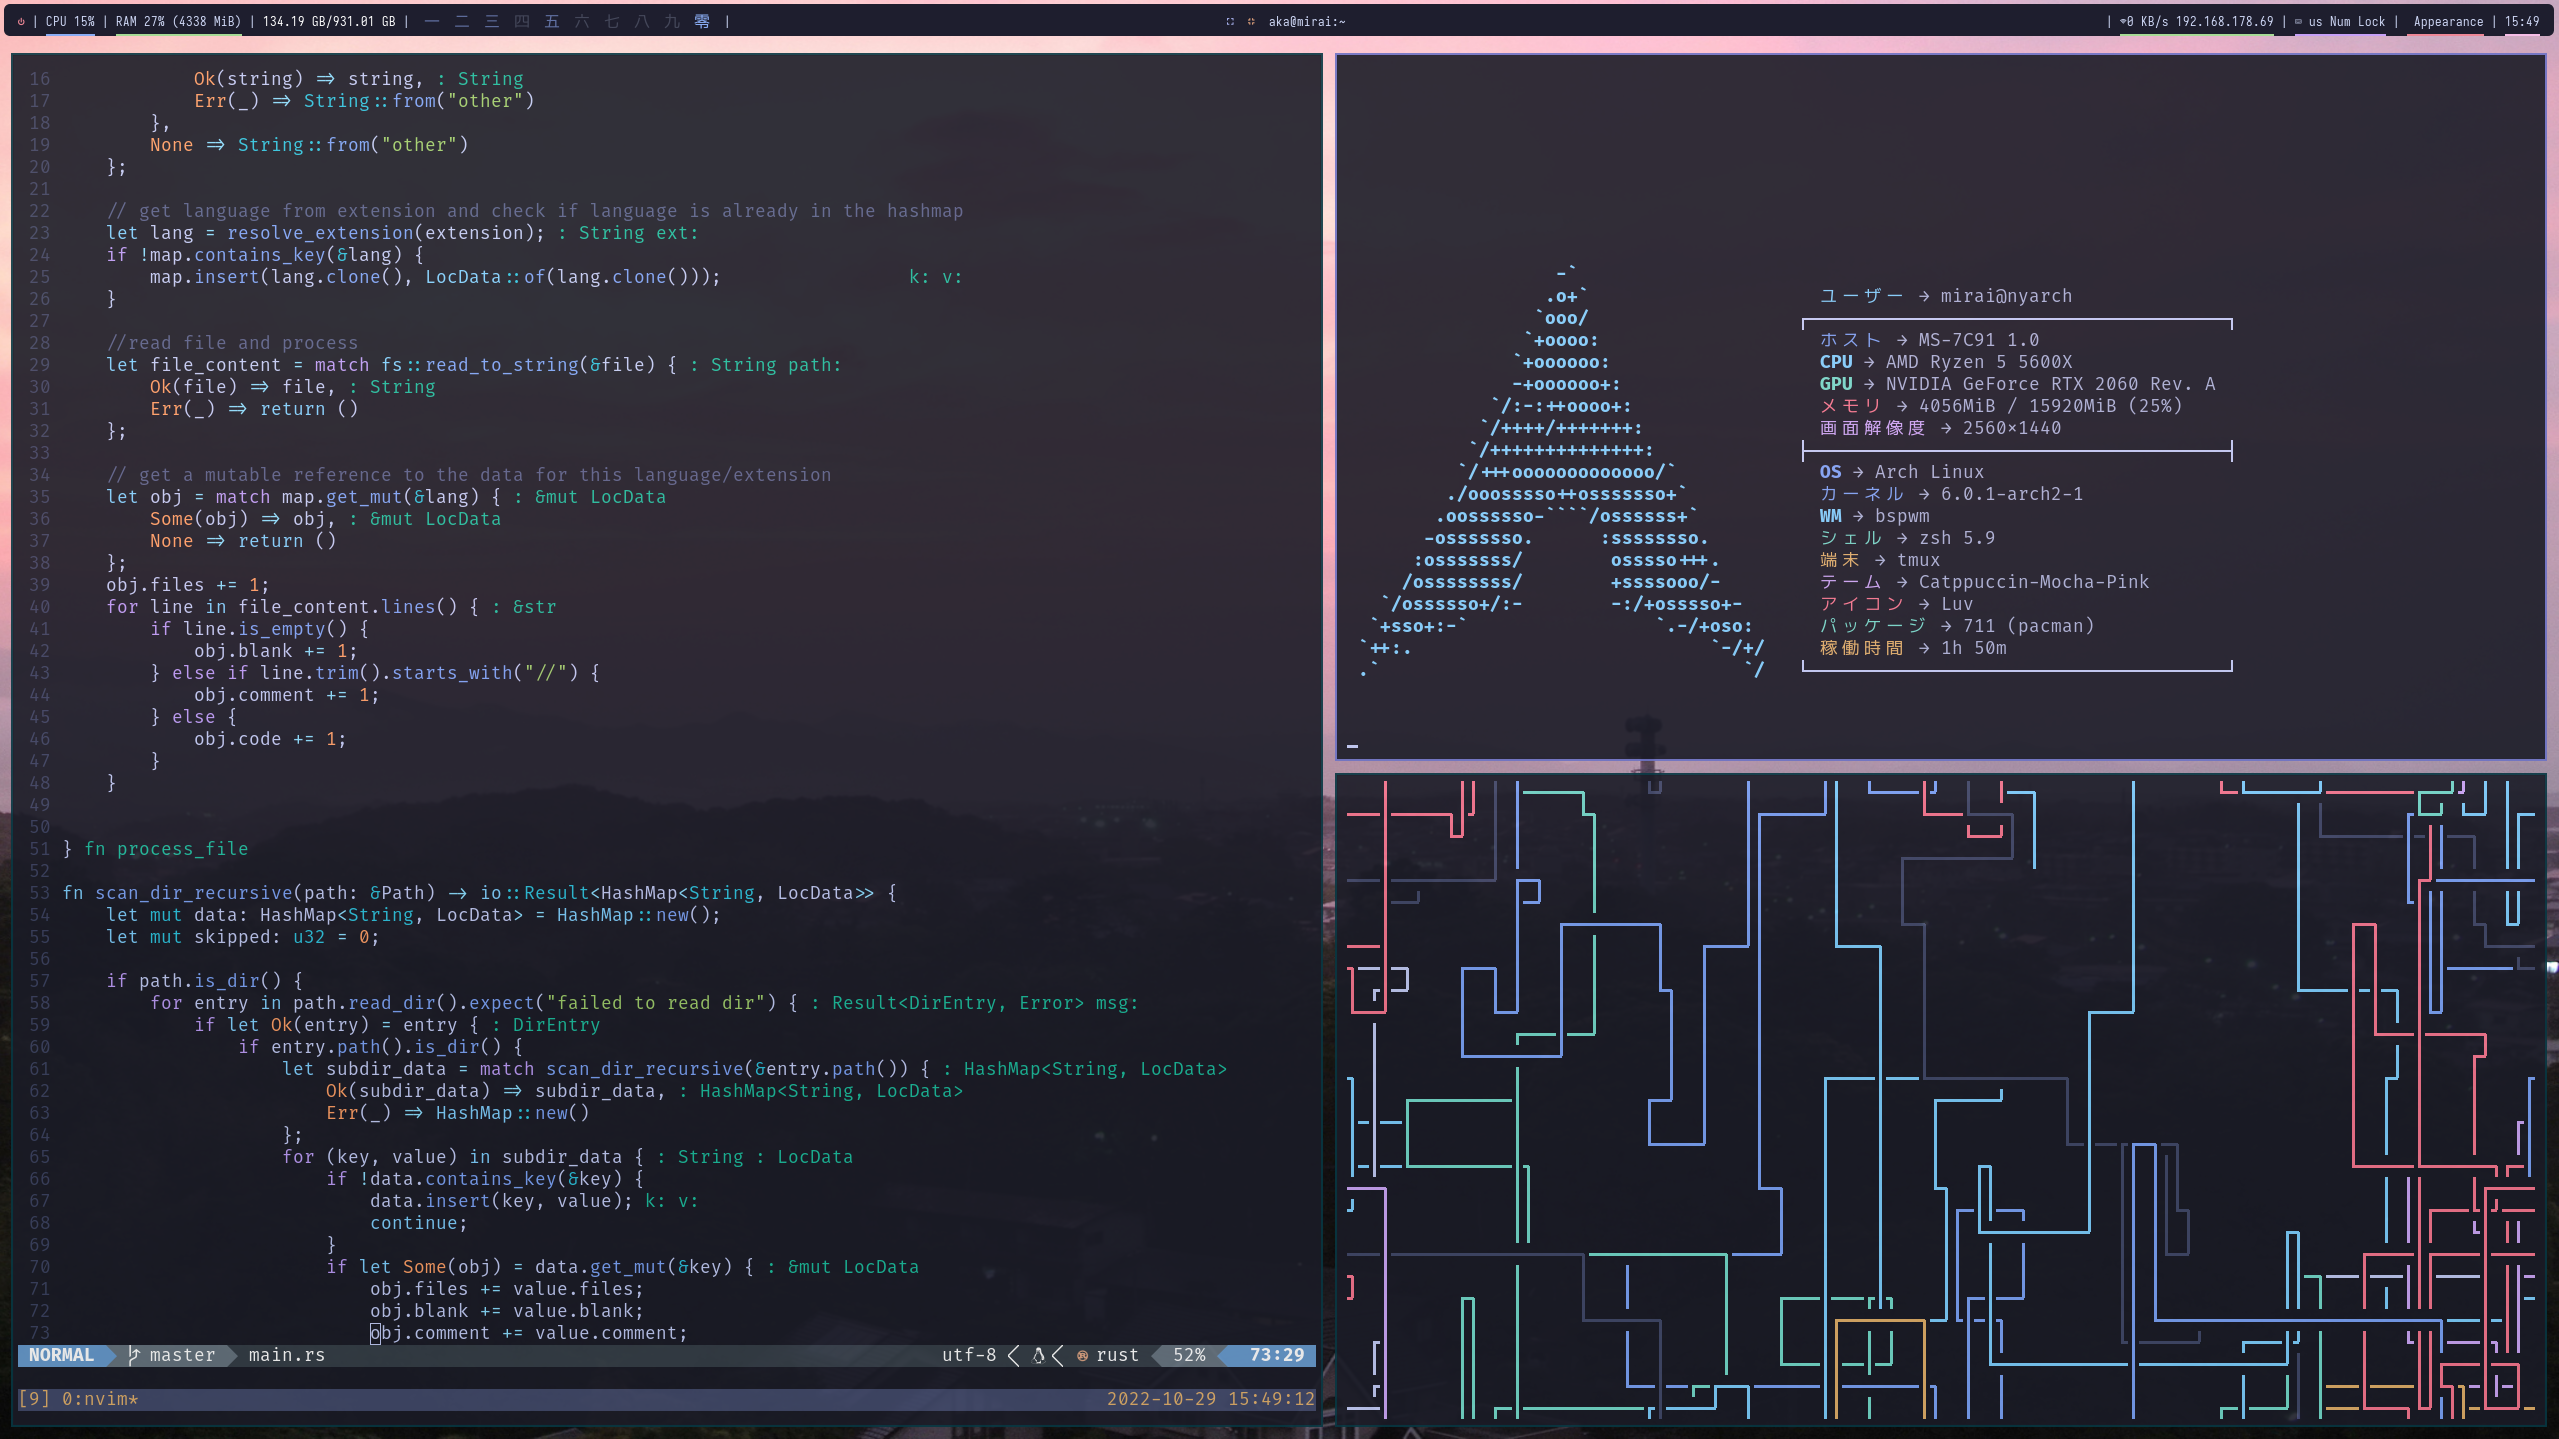 | CPU 15% | RAM 27% (4338 MiB) | 134.19 GB/931.01 GB | 一 二 三 四 五 六 七 八 九 零 |
aka@mirai:~
| 0 KB/s 192.168.178.69 | us Num Lock | Appearance | 15:49
16 Ok(string) => string, : String
17 Err(_) => String::from("other")
18 },
19 None => String::from("other")
20 };
21
22 // get language from extension and check if language is already in the hashmap
23 let lang = resolve_extension(extension); : String ext:
24 if !map.contains_key(&lang) {
25 map.insert(lang.clone(), LocData::of(lang.clone())); k: v:
26 }
27
28 //read file and process
29 let file_content = match fs::read_to_string(&file) { : String path:
30 Ok(file) => file, : String
31 Err(_) => return ()
32 };
33
34 // get a mutable reference to the data for this language/extension
35 let obj = match map.get_mut(&lang) { : &mut LocData
36 Some(obj) => obj, : &mut LocData
37 None => return ()
38 };
39 obj.files += 1;
40 for line in file_content.lines() { : &str
41 if line.is_empty() {
42 obj.blank += 1;
43 } else if line.trim().starts_with("//") {
44 obj.comment += 1;
45 } else {
46 obj.code += 1;
47 }
48 }
49
50
51 } fn process_file
52
53 fn scan_dir_recursive(path: &Path) -> io::Result<HashMap<String, LocData>> {
54 let mut data: HashMap<String, LocData> = HashMap::new();
55 let mut skipped: u32 = 0;
56
57 if path.is_dir() {
58 for entry in path.read_dir().expect("failed to read dir") { : Result<DirEntry, Error> msg:
59 if let Ok(entry) = entry { : DirEntry
60 if entry.path().is_dir() {
61 let subdir_data = match scan_dir_recursive(&entry.path()) { : HashMap<String, LocData>
62 Ok(subdir_data) => subdir_data, : HashMap<String, LocData>
63 Err(_) => HashMap::new()
64 };
65 for (key, value) in subdir_data { : String : LocData
66 if !data.contains_key(&key) {
67 data.insert(key, value); k: v:
68 continue;
69 }
70 if let Some(obj) = data.get_mut(&key) { : &mut LocData
71 obj.files += value.files;
72 obj.blank += value.blank;
73 obj.comment += value.comment;
NORMAL master main.rs utf-8 rust 52% 73:29
[9] 0:nvim* 2022-10-29 15:49:12
-`
.o+`
`ooo/
`+oooo:
`+oooooo:
-+oooooo+:
`/:-:++oooo+:
`/++++/+++++++:
`/++++++++++++++:
`/+++ooooooooooooo/`
./ooosssso++osssssso+`
.oossssso-````/ossssss+`
-osssssso. :ssssssso.
:osssssss/ osssso+++.
/ossssssss/ +ssssooo/-
`/ossssso+/:- -:/+osssso+-
`+sso+:-` `.-/+oso:
`++:. `-/+/
.` `/
ユーザー → mirai@nyarch
ホスト → MS-7C91 1.0
CPU → AMD Ryzen 5 5600X
GPU → NVIDIA GeForce RTX 2060 Rev. A
メモリ → 4056MiB / 15920MiB (25%)
画面解像度 → 2560×1440
OS → Arch Linux
カーネル → 6.0.1-arch2-1
WM → bspwm
シェル → zsh 5.9
端末 → tmux
テーム → Catppuccin-Mocha-Pink
アイコン → Luv
パッケージ → 711 (pacman)
稼働時間 → 1h 50m